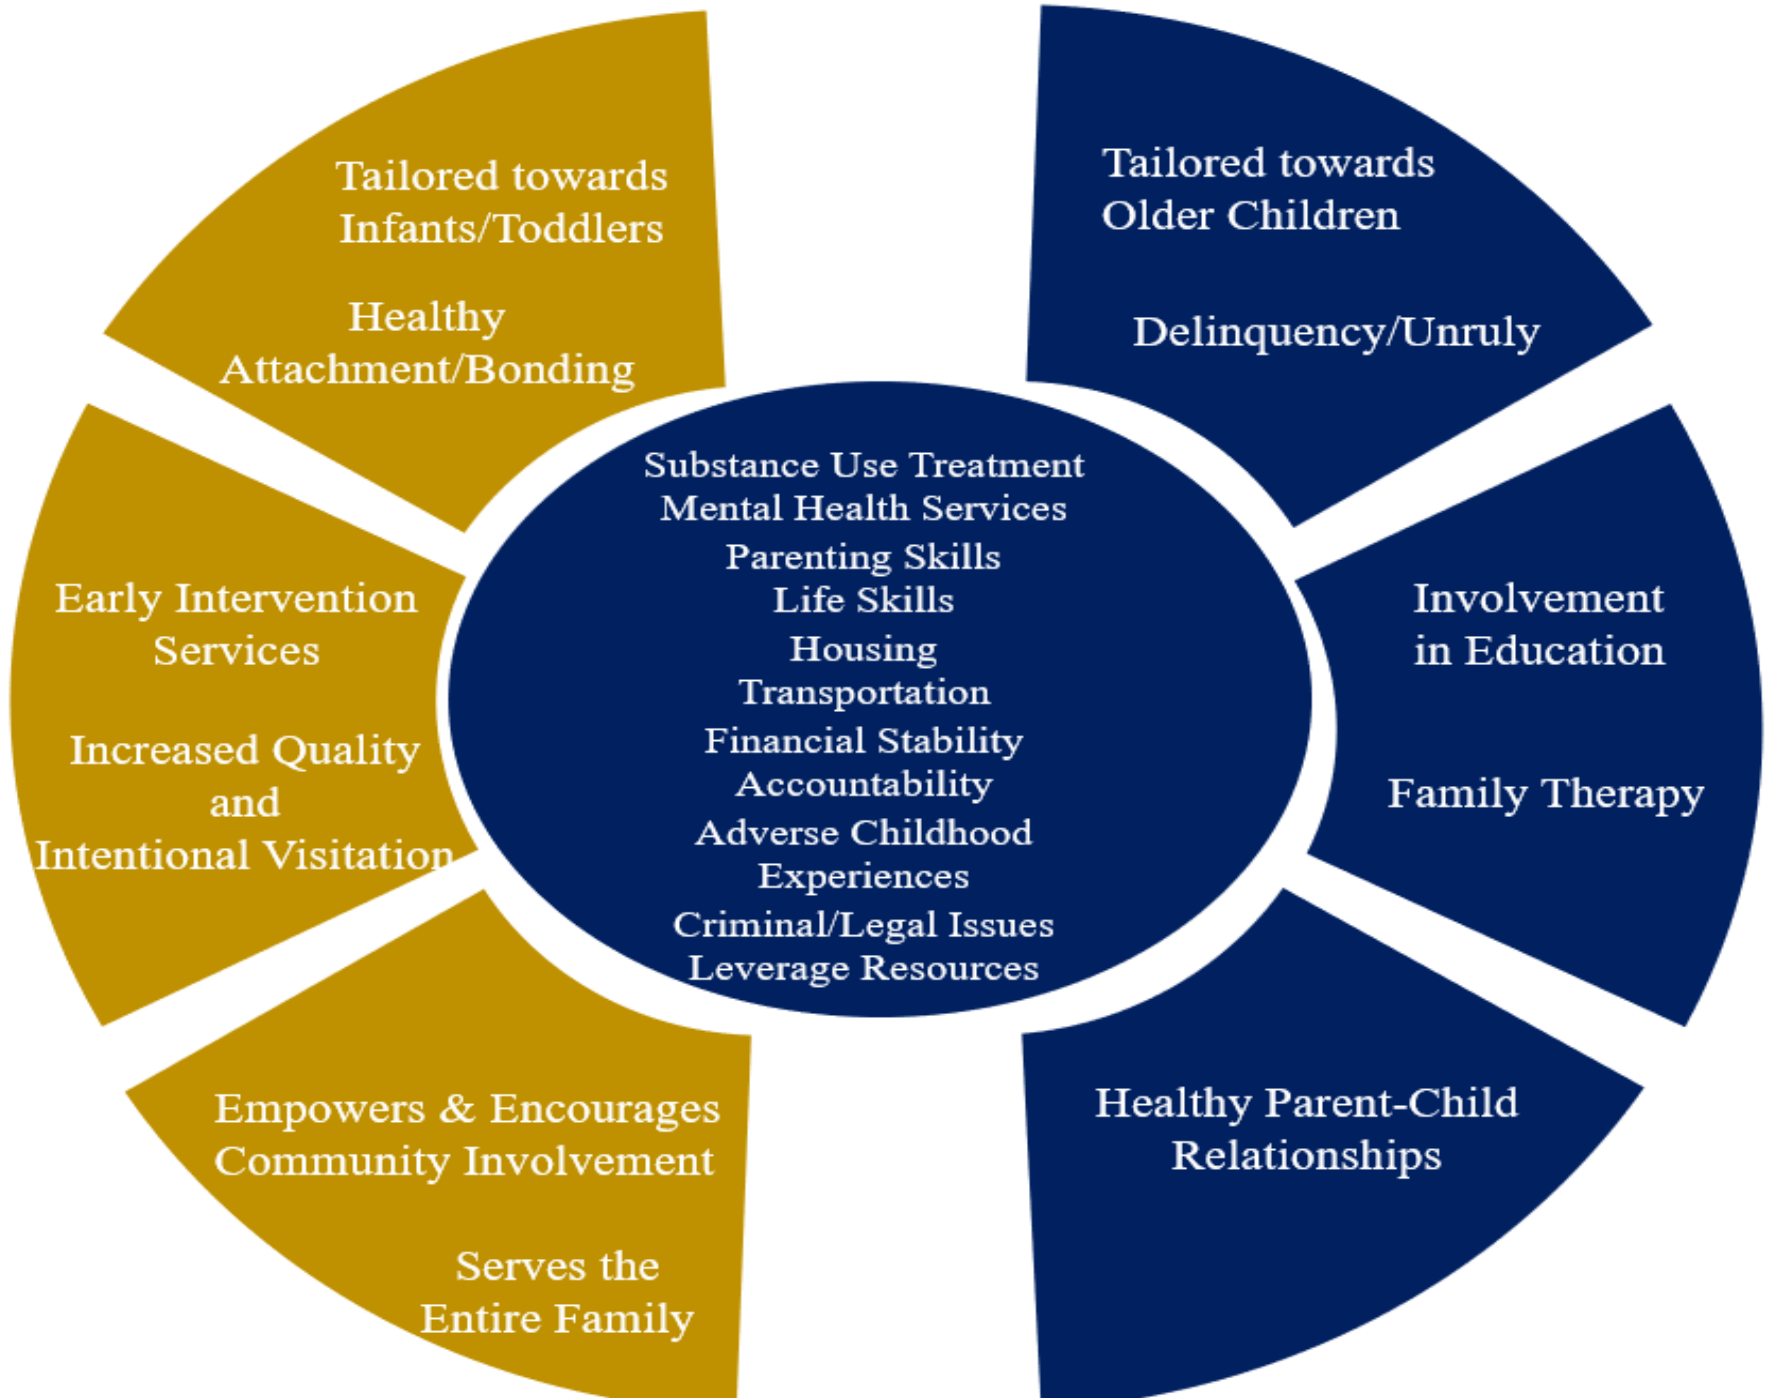 Tailored towards
Infants/Toddlers
Healthy
Attachment/Bonding
Early Intervention
Services
Increased Quality
and
Intentional Visitation
Empowers & Encourages
Community Involvement
Serves the
Entire Family
Substance Use Treatment
Mental Health Services
Parenting Skills
Life Skills
Housing
Transportation
Financial Stability
Accountability
Adverse Childhood
Experiences
Criminal/Legal Issues
Leverage Resources
Tailored towards
Older Children
Delinquency/Unruly
Involvement
in Education
Family Therapy
Healthy Parent-Child
Relationships